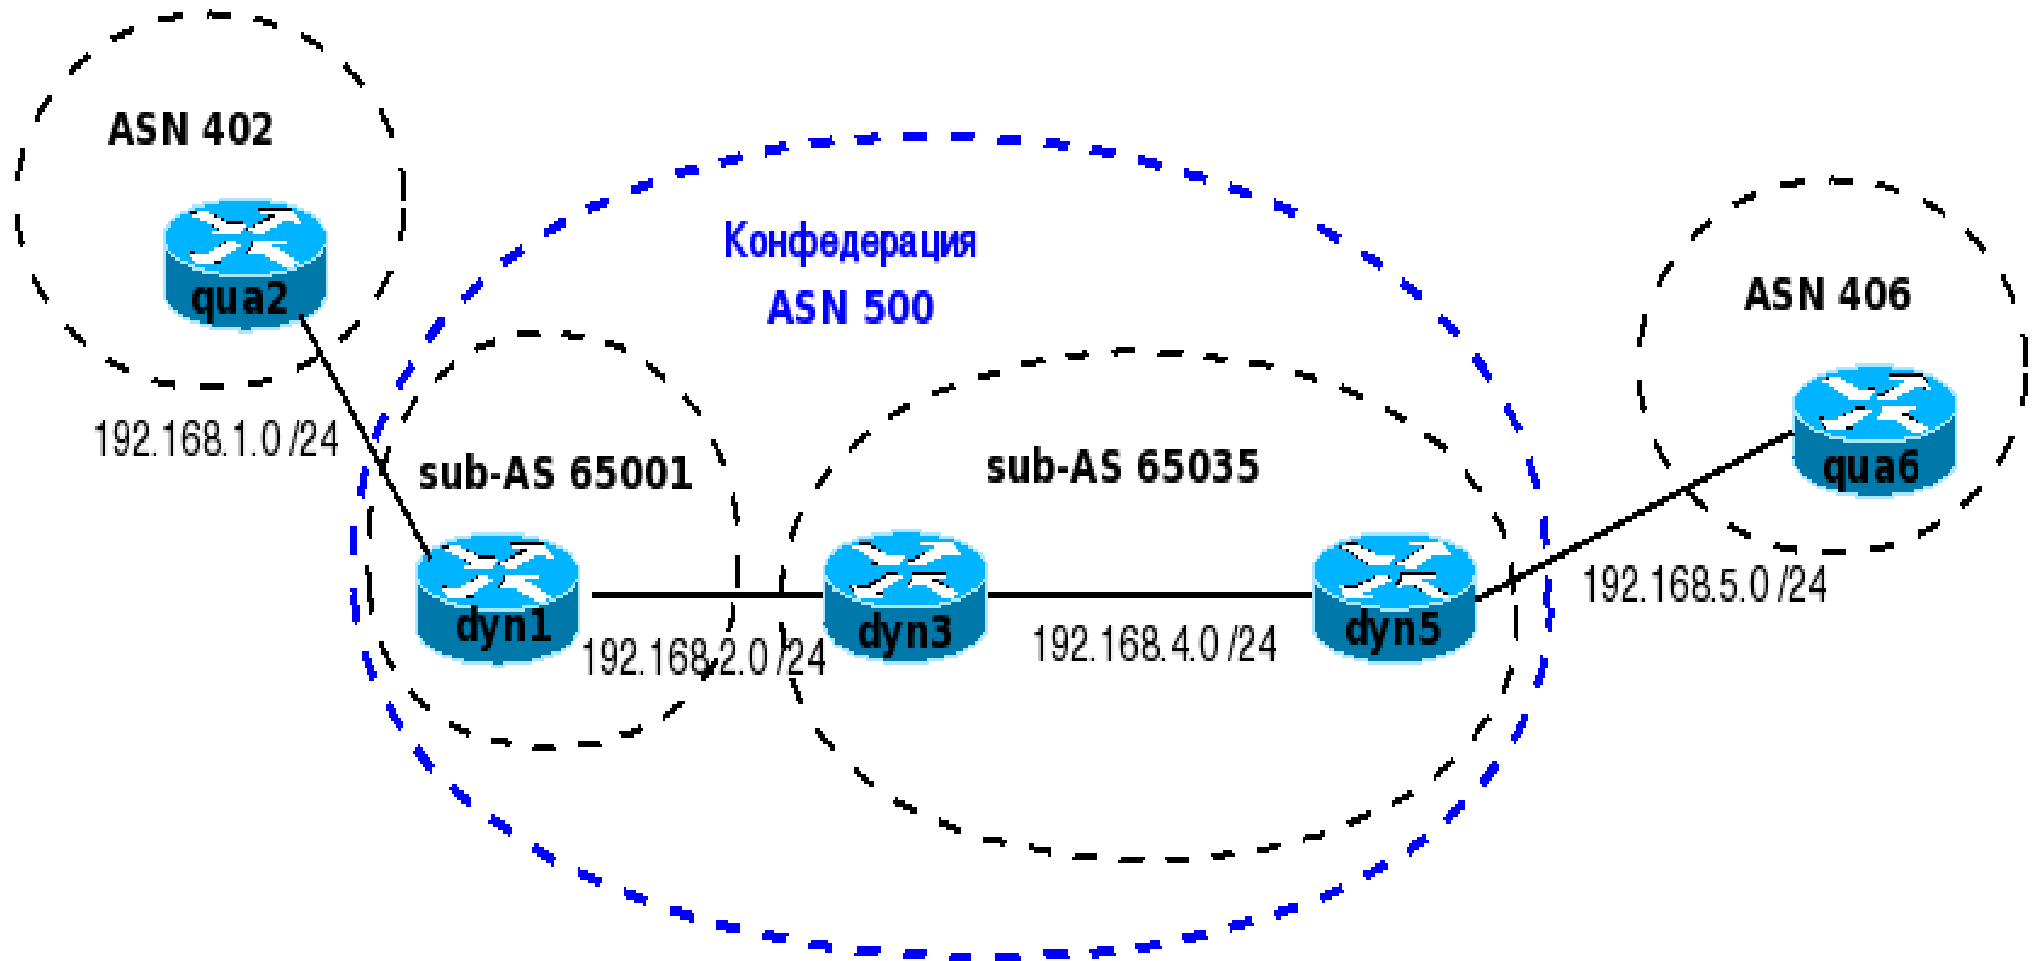 ASN 402
qua2
192.168.1.0 /24
Конфедерация
ASN 500
ASN 406
qua6
sub-AS 65001
sub-AS 65035
dyn1
192.168.2.0 /24
dyn3
192.168.4.0 /24
dyn5
192.168.5.0 /24